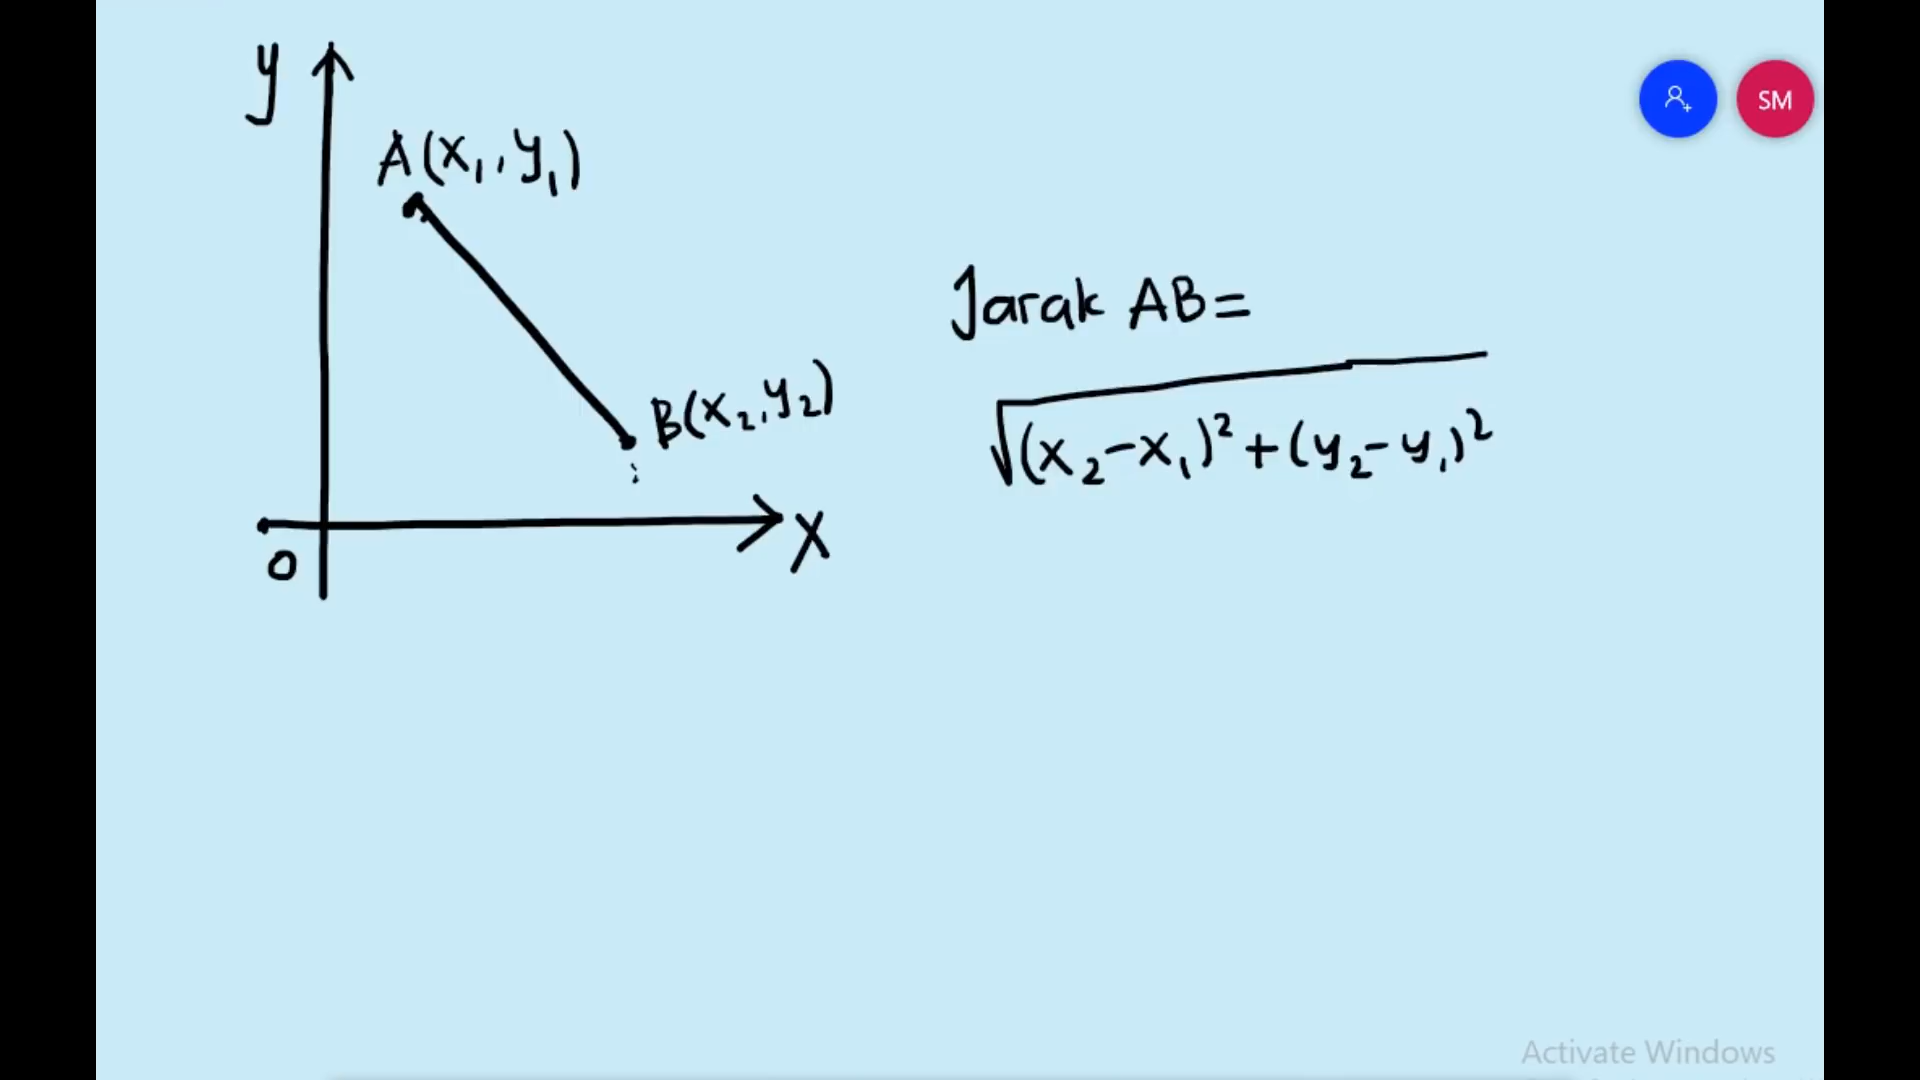 y
SM
A(x₁, y₁)
Jarak AB=
B(x₂, y₂)
√(x₂-x₁)²+(y₂-y₁)²
X
0
Activate Windows